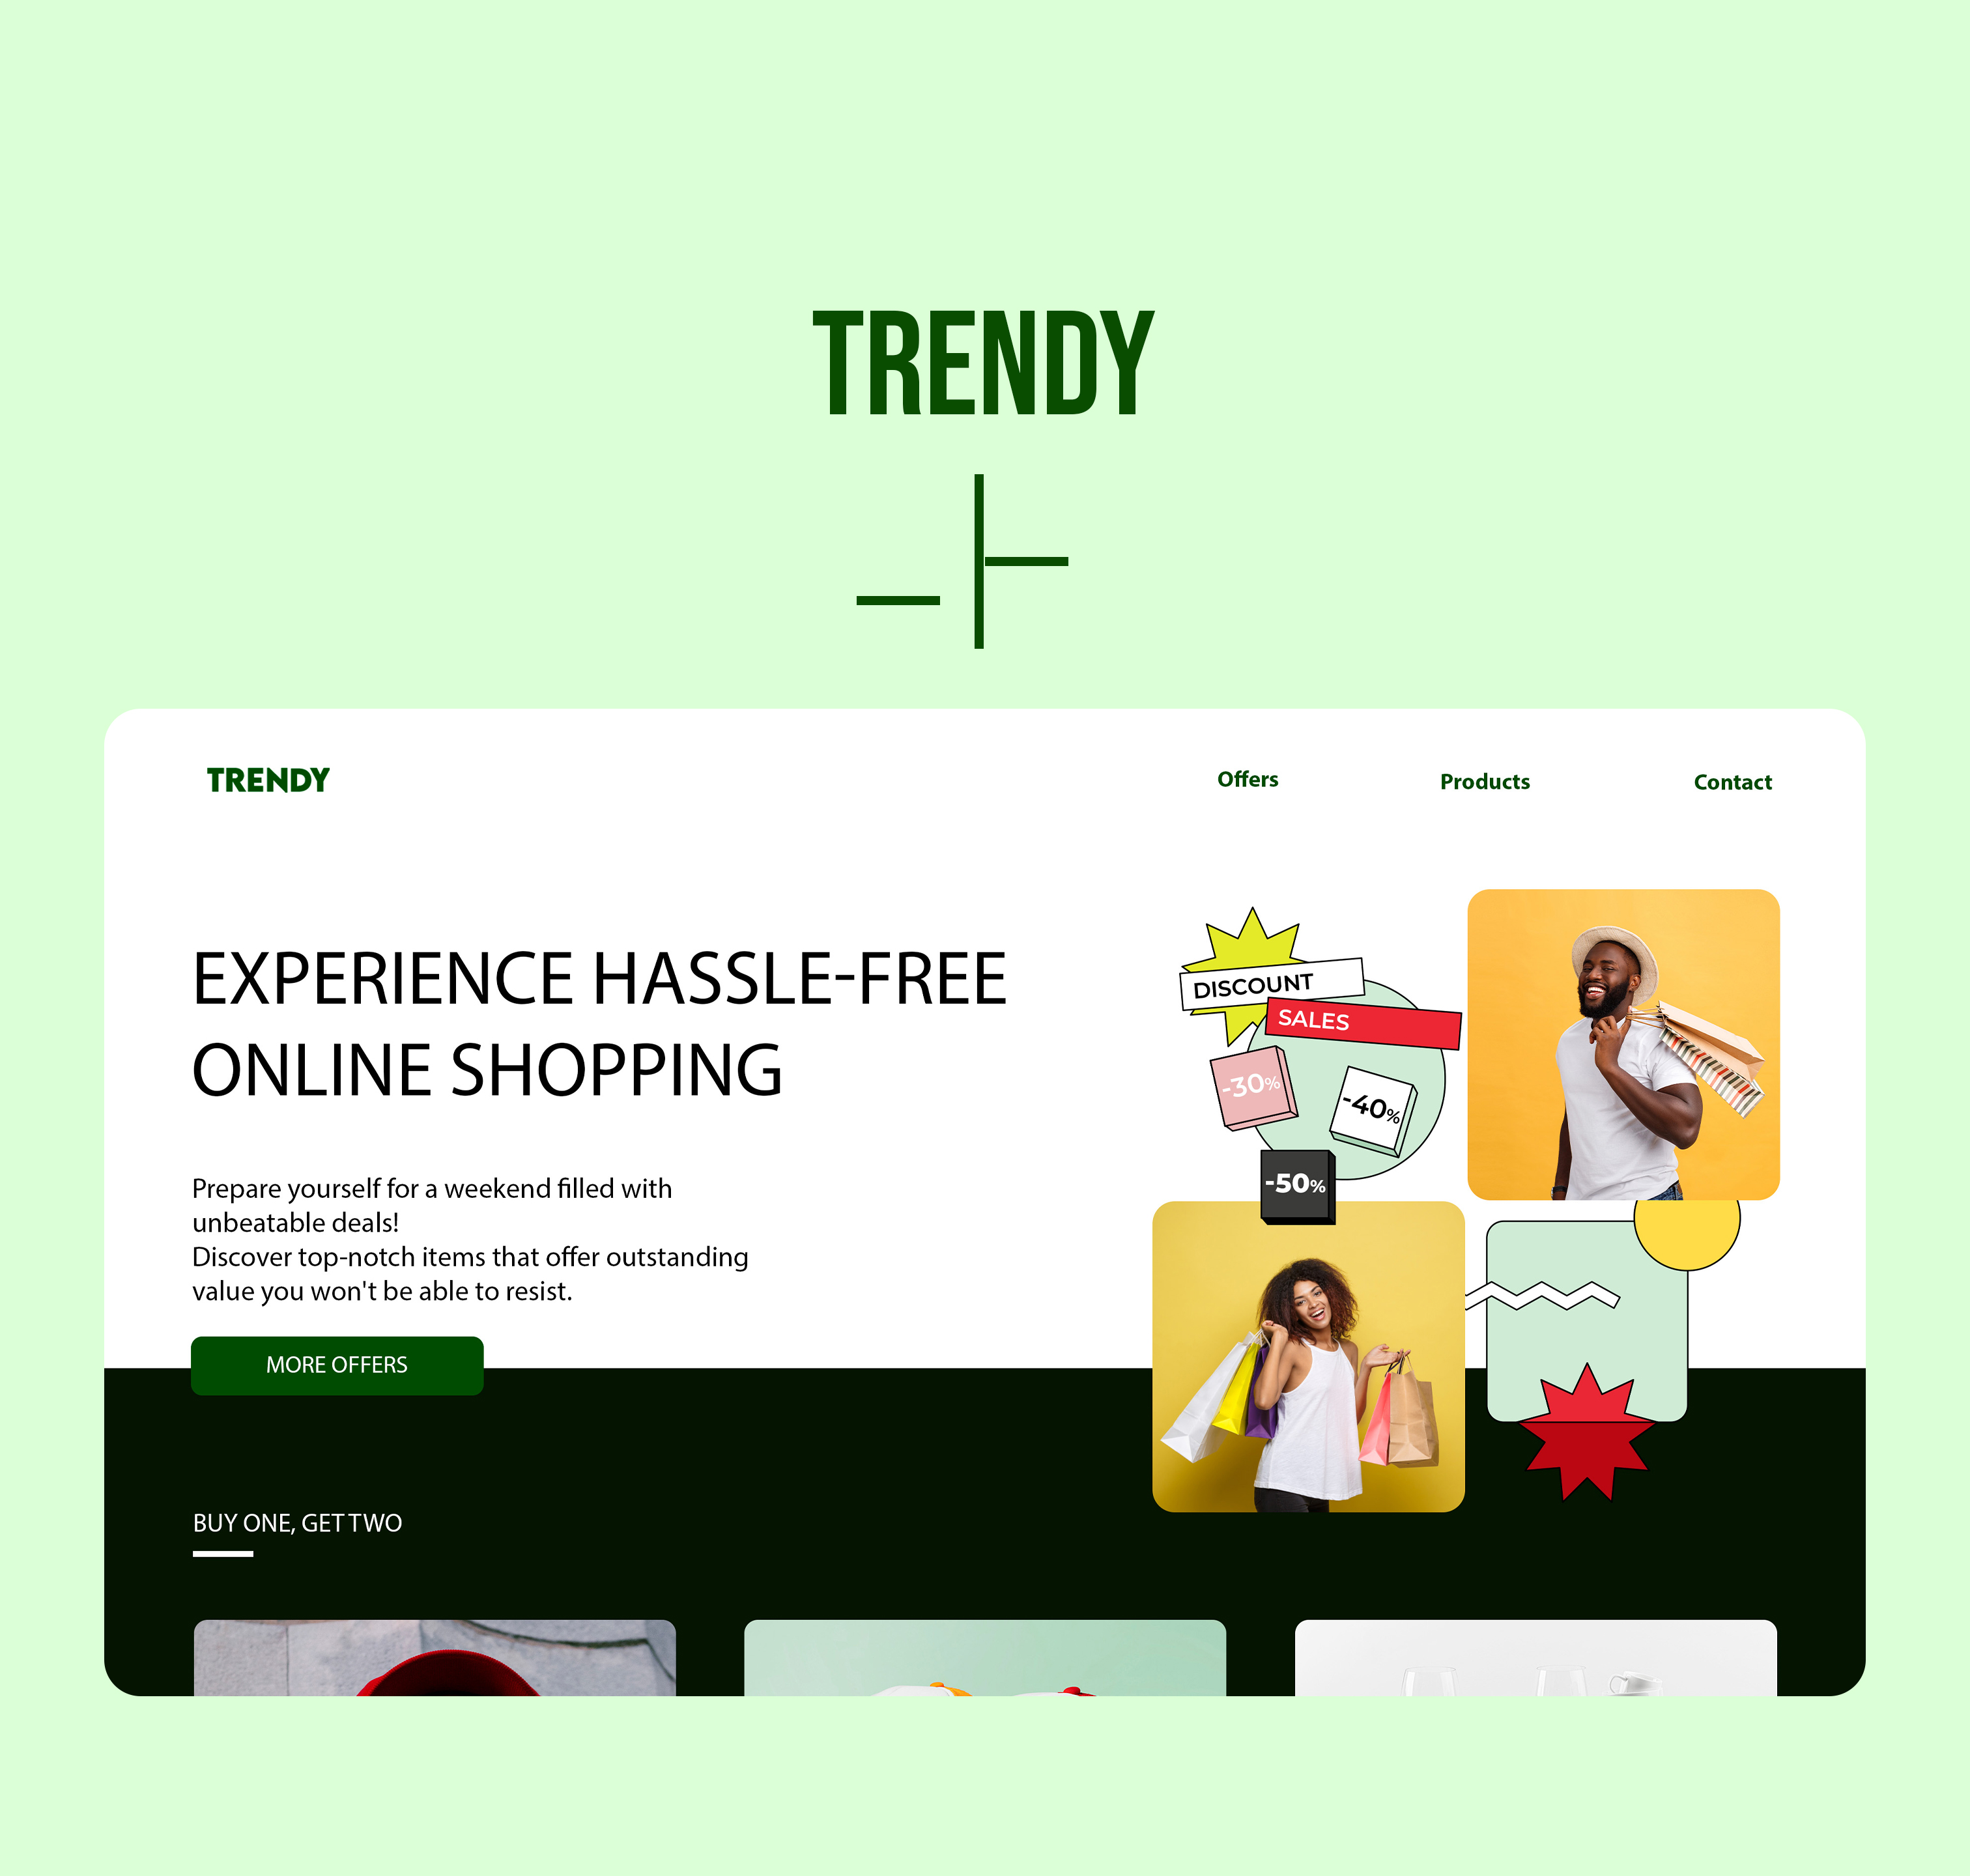 TRENDY
TRENDY
Offers
Products
Contact
EXPERIENCE HASSLE-FREE
ONLINE SHOPPING
DISCOUNT
SALES
-30%
-40%
-50%
Prepare yourself for a weekend filled with
unbeatable deals!
Discover top-notch items that offer outstanding
value you won't be able to resist.
MORE OFFERS
BUY ONE, GET TWO